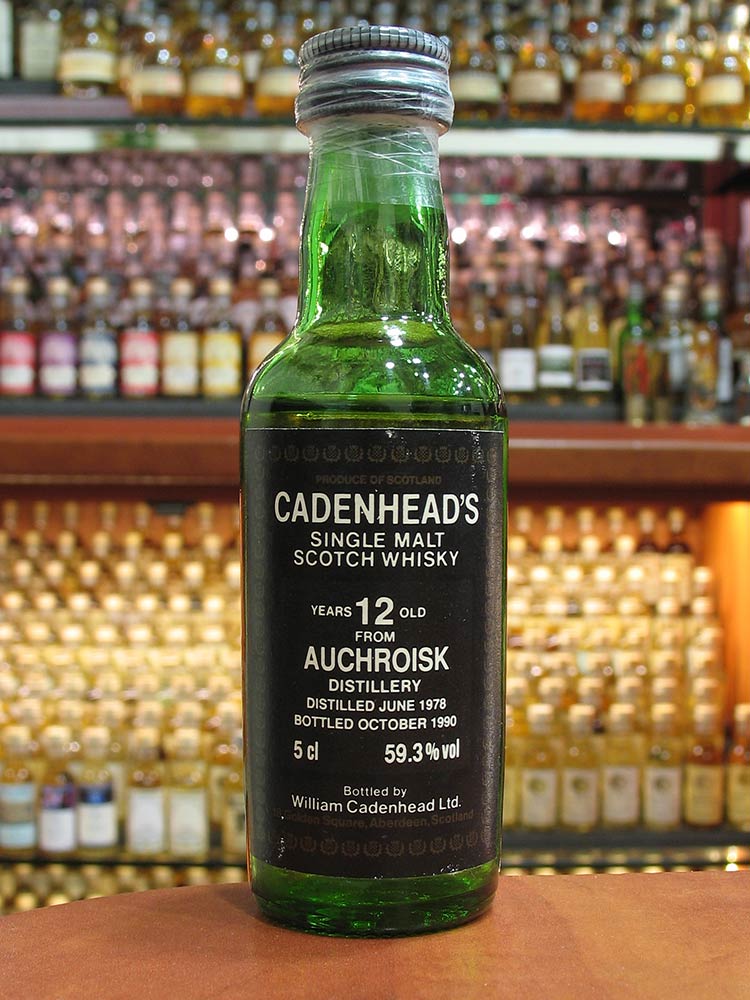 PRODUCE OF SCOTLAND
CADENHEAD'S
SINGLE MALT
SCOTCH WHISKY
YEARS 12 OLD
FROM
AUCHROISK
DISTILLERY
DISTILLED JUNE 1978
BOTTLED OCTOBER 1990
5 cl 59.3% vol
Bottled by
William Cadenhead Ltd.
Golden Square, Aberdeen, Scotland